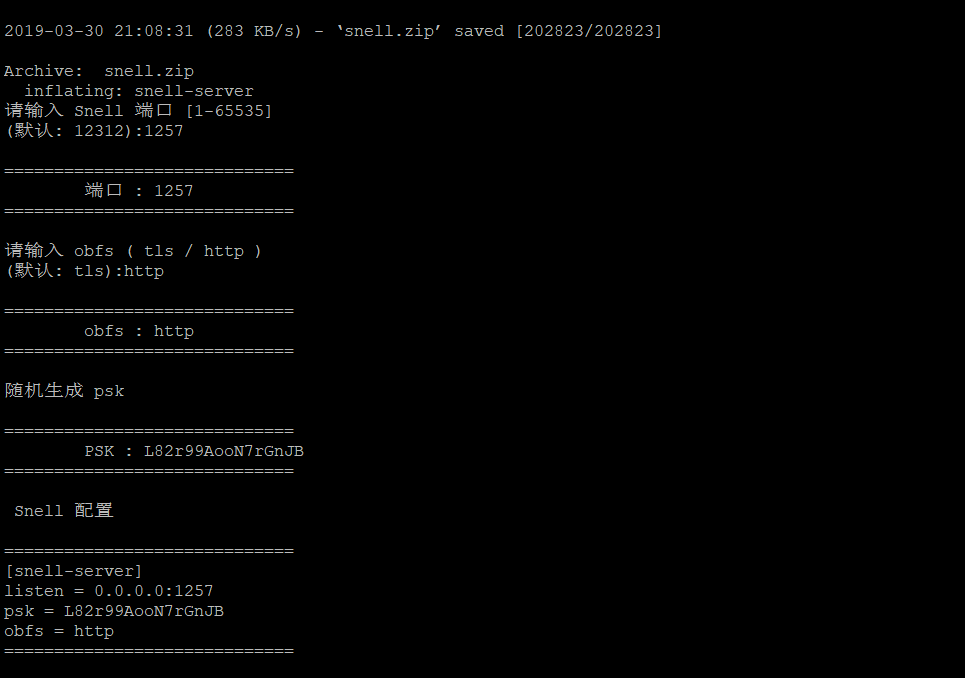 2019-03-30 21:08:31 (283 KB/s) - ‘snell.zip’ saved [202823/202823]
Archive:  snell.zip
  inflating: snell-server
请输入 Snell 端口 [1-65535]
(默认: 12312):1257
=============================
        端口 : 1257
=============================
请输入 obfs ( tls / http )
(默认: tls):http
=============================
        obfs : http
=============================
随机生成 psk
=============================
        PSK : L82r99AooN7rGnJB
=============================
 Snell 配置
=============================
[snell-server]
listen = 0.0.0.0:1257
psk = L82r99AooN7rGnJB
obfs = http
=============================